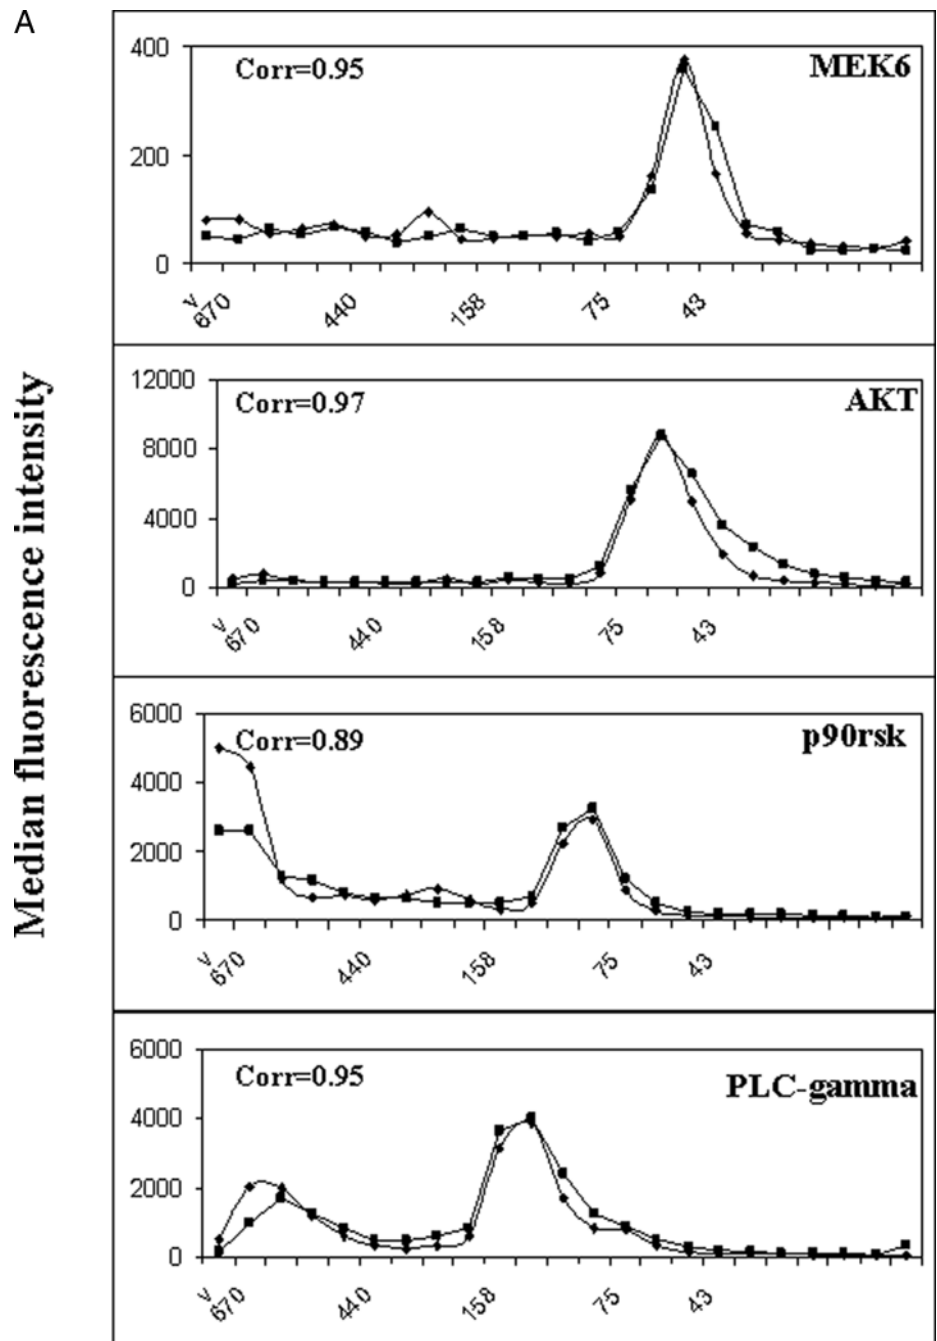 A
Median fluorescence intensity
Corr=0.95
MEK6
400
200
0
v
670
440
158
75
43
Corr=0.97
AKT
12000
8000
4000
0
v
670
440
158
75
43
Corr=0.89
p90rsk
6000
4000
2000
0
v
670
440
158
75
43
Corr=0.95
PLC-gamma
6000
4000
2000
0
v
670
440
158
75
43